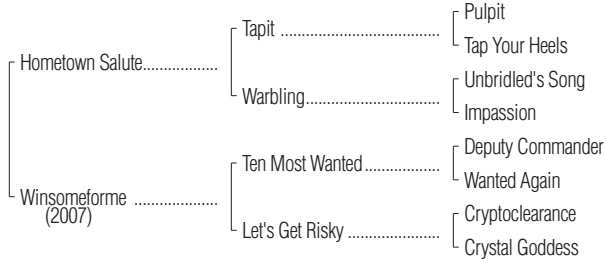 Pulpit
Tapit ................................
Tap Your Heels
Hometown Salute..................
Unbridled's Song
Warbling................................
Impassion
Deputy Commander
Ten Most Wanted..................
Wanted Again
Winsomeforme ....................
(2007)
Cryptoclearance
Let's Get Risky ......................
Crystal Goddess